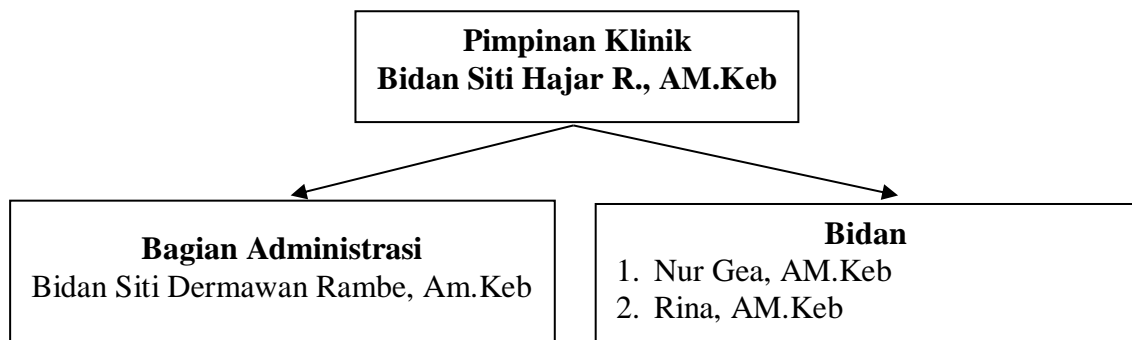 Pimpinan Klinik
Bidan Siti Hajar R., AM.Keb
Bagian Administrasi
Bidan Siti Dermawan Rambe, Am.Keb
Bidan
1. Nur Gea, AM.Keb
2. Rina, AM.Keb